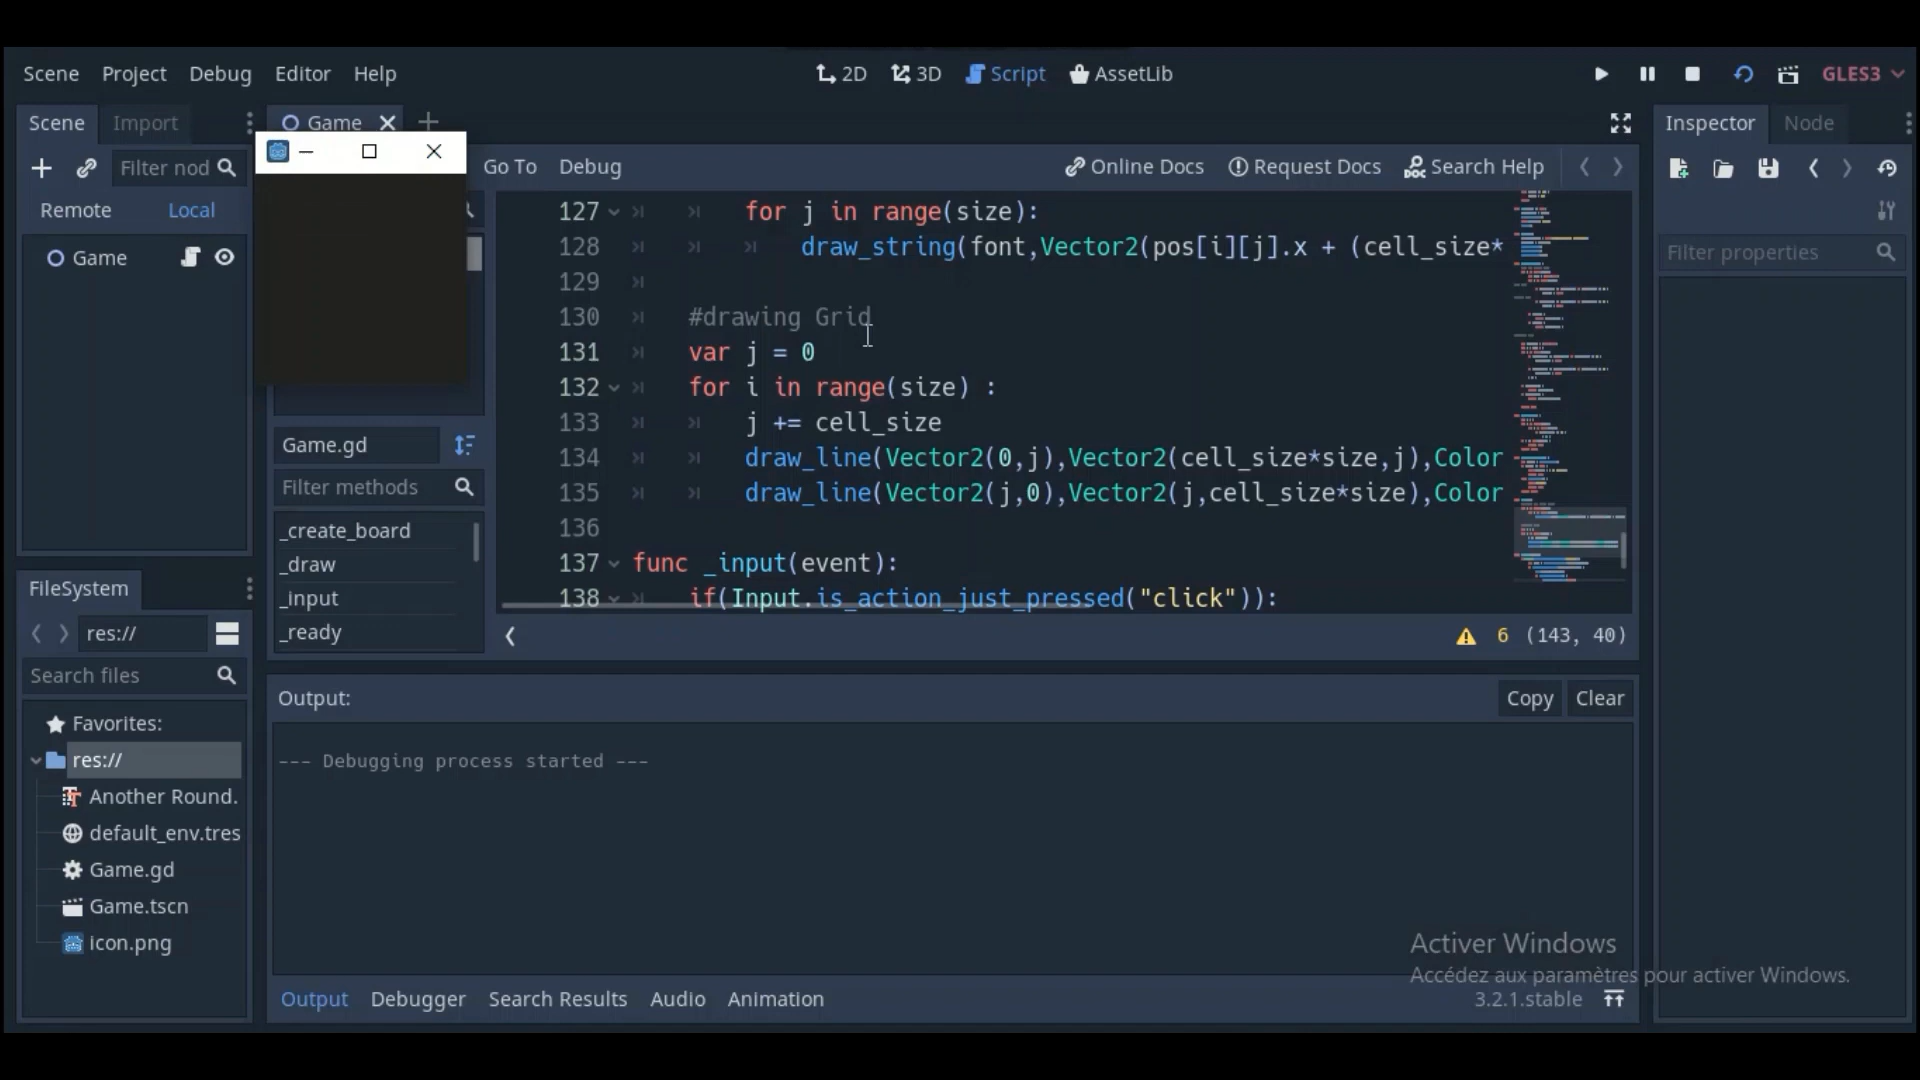 Scene Project Debug Editor Help 2D 3D Script AssetLib GLES3
Scene Import Game Inspector Node
Filter nod Go To Debug Online Docs Request Docs Search Help
Remote Local
Game
Filter properties
127 for j in range(size):
128 draw_string(font,Vector2(pos[i][j].x + (cell_size*
129
130 #drawing Grid
131 var j = 0
132 for i in range(size) :
133 j += cell_size
134 draw_line(Vector2(0,j),Vector2(cell_size*size,j),Color
135 draw_line(Vector2(j,0),Vector2(j,cell_size*size),Color
136
137 func _input(event):
138 if(Input.is_action_just_pressed("click")):
6 (143, 40)
Game.gd
Filter methods
_create_board
_draw
_input
_ready
FileSystem
res://
Search files
Favorites:
res://
Another Round.
default_env.tres
Game.gd
Game.tscn
icon.png
Output: Copy Clear
--- Debugging process started ---
Output Debugger Search Results Audio Animation 3.2.1.stable
Activer Windows
Accédez aux paramètres pour activer Windows.